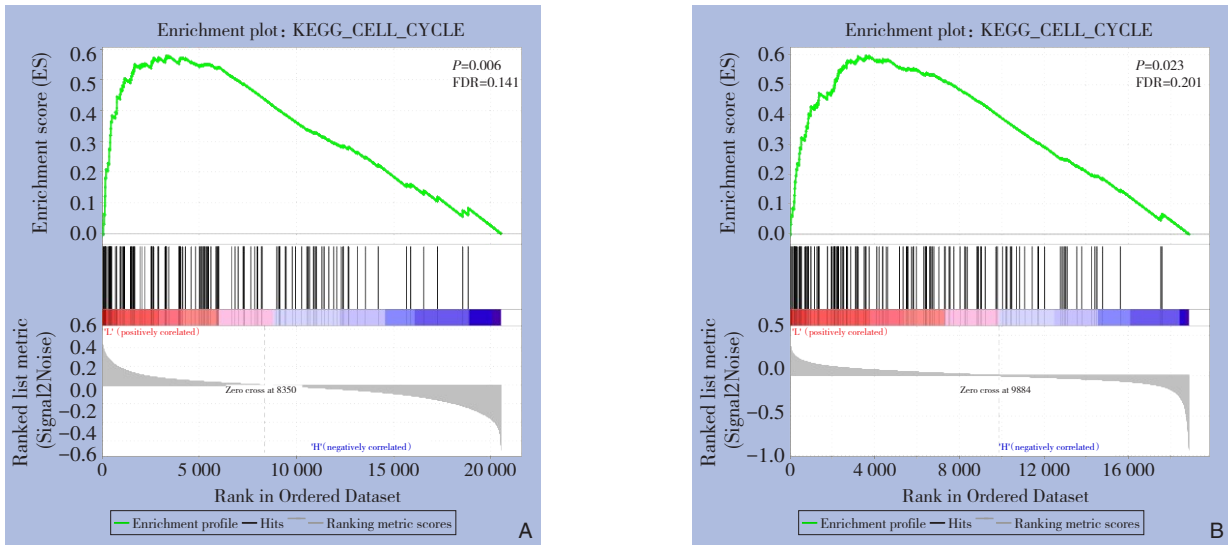 Enrichment plot: KEGG_CELL_CYCLE
Enrichment score (ES)
0.6
0.5
0.4
0.3
0.2
0.1
0.0
P=0.006
FDR=0.141
'L' (positively corelated)
Ranked list metric
(Signal2Noise)
0.6
0.4
0.2
0.0
−0.2
−0.4
−0.6
Zero cross at 8350
'H'(negatively correlated)
0
5 000
10 000
15 000
20 000
Rank in Ordered Dataset
Enrichment profile
Hits
Ranking metric scores
A
Enrichment plot: KEGG_CELL_CYCLE
Enrichment score (ES)
0.6
0.5
0.4
0.3
0.2
0.1
0.0
P=0.023
FDR=0.201
'L' (positively corelated)
Ranked list metric
(Signal2Noise)
0.5
0.0
−0.5
−1.0
Zero cross at 9884
'H'(negatively correlated)
0
4 000
8 000
12 000
16 000
Rank in Ordered Dataset
Enrichment profile
Hits
Ranking metric scores
B